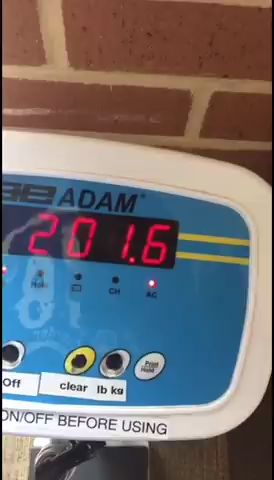 ADAM®
201.6
Hold
CH
AC
Print
Hold
Off
clear
lb kg
ON/OFF BEFORE USING